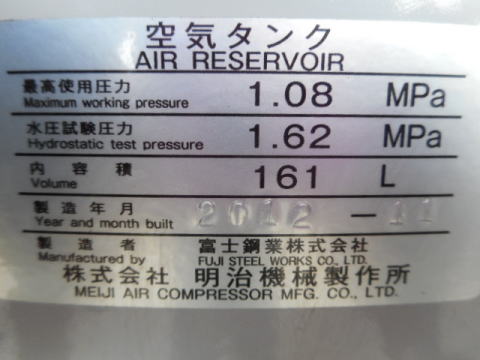 空気タンク
AIR RESERVOIR
最高使用圧力
Maximum working pressure 1.08 MPa
水圧試験圧力
Hydrostatic test pressure 1.62 MPa
内容積
Volume 161 L
製造年月
Year and month built 2012 - 11
製造者 富士鋼業株式会社
Manufactured by FUJI STEEL WORKS CO., LTD.
株式会社 明治機械製作所
MEIJI AIR COMPRESSOR MFG. CO., LTD.